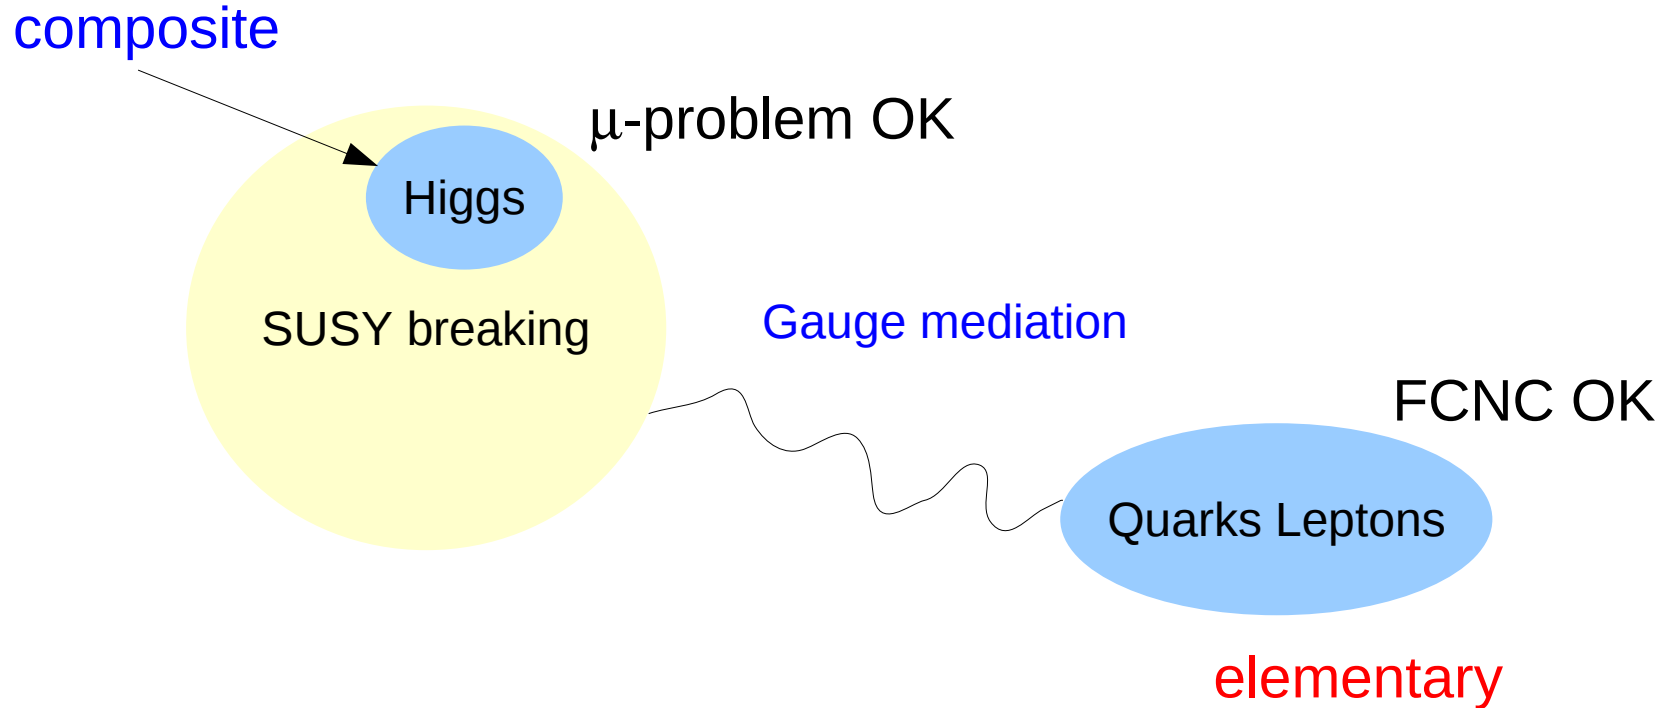 composite
μ-problem OK
Higgs
SUSY breaking
Gauge mediation
FCNC OK
Quarks Leptons
elementary